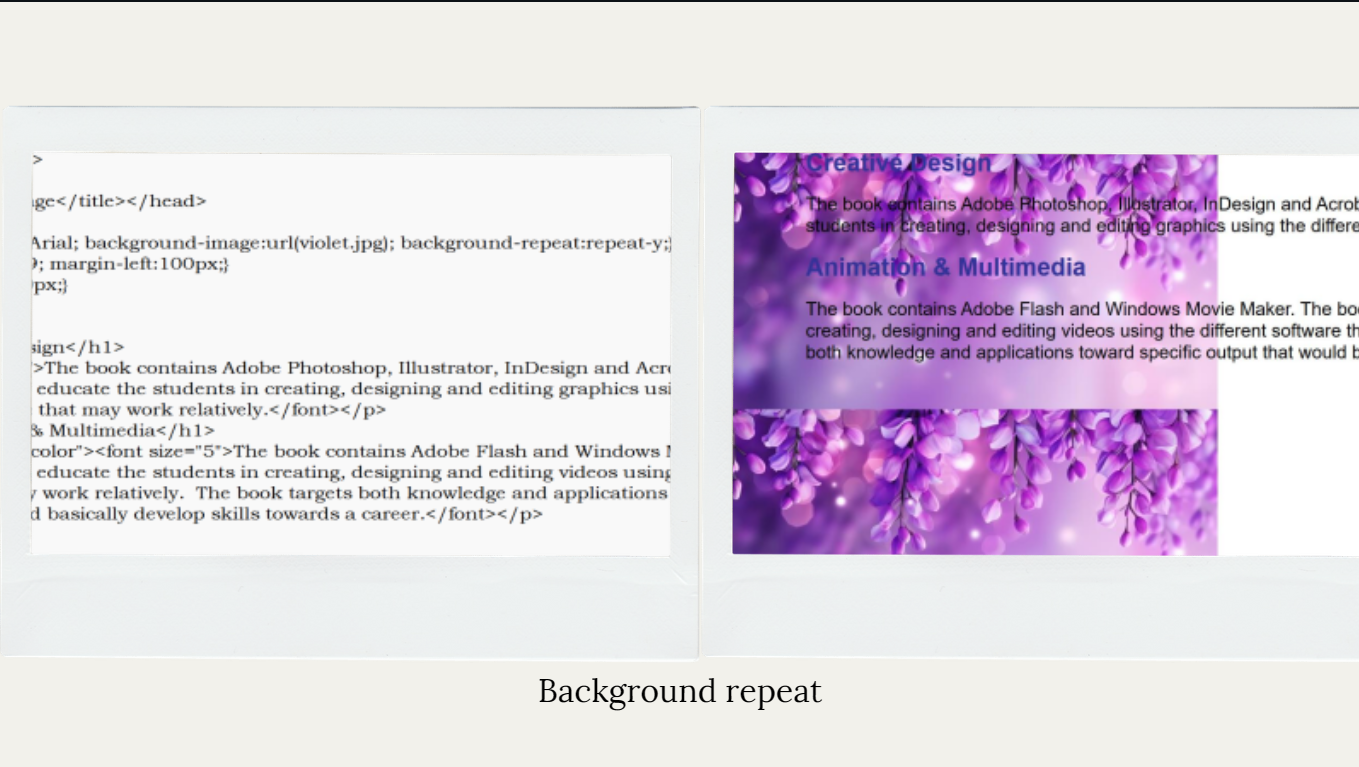 >
ge</title></head>
Arial; background-image:url(violet.jpg); background-repeat:repeat-y;}
9; margin-left:100px;}
px;}
sign</h1>
>The book contains Adobe Photoshop, Illustrator, InDesign and Acro
educate the students in creating, designing and editing graphics usi
that may work relatively.</font></p>
& Multimedia</h1>
color"><font size="5">The book contains Adobe Flash and Windows M
educate the students in creating, designing and editing videos using
y work relatively. The book targets both knowledge and applications
d basically develop skills towards a career.</font></p>
Creative Design
The book contains Adobe Photoshop, Illustrator, InDesign and Acrob
students in creating, designing and editing graphics using the differe
Animation & Multimedia
The book contains Adobe Flash and Windows Movie Maker. The boo
creating, designing and editing videos using the different software th
both knowledge and applications toward specific output that would b
Background repeat